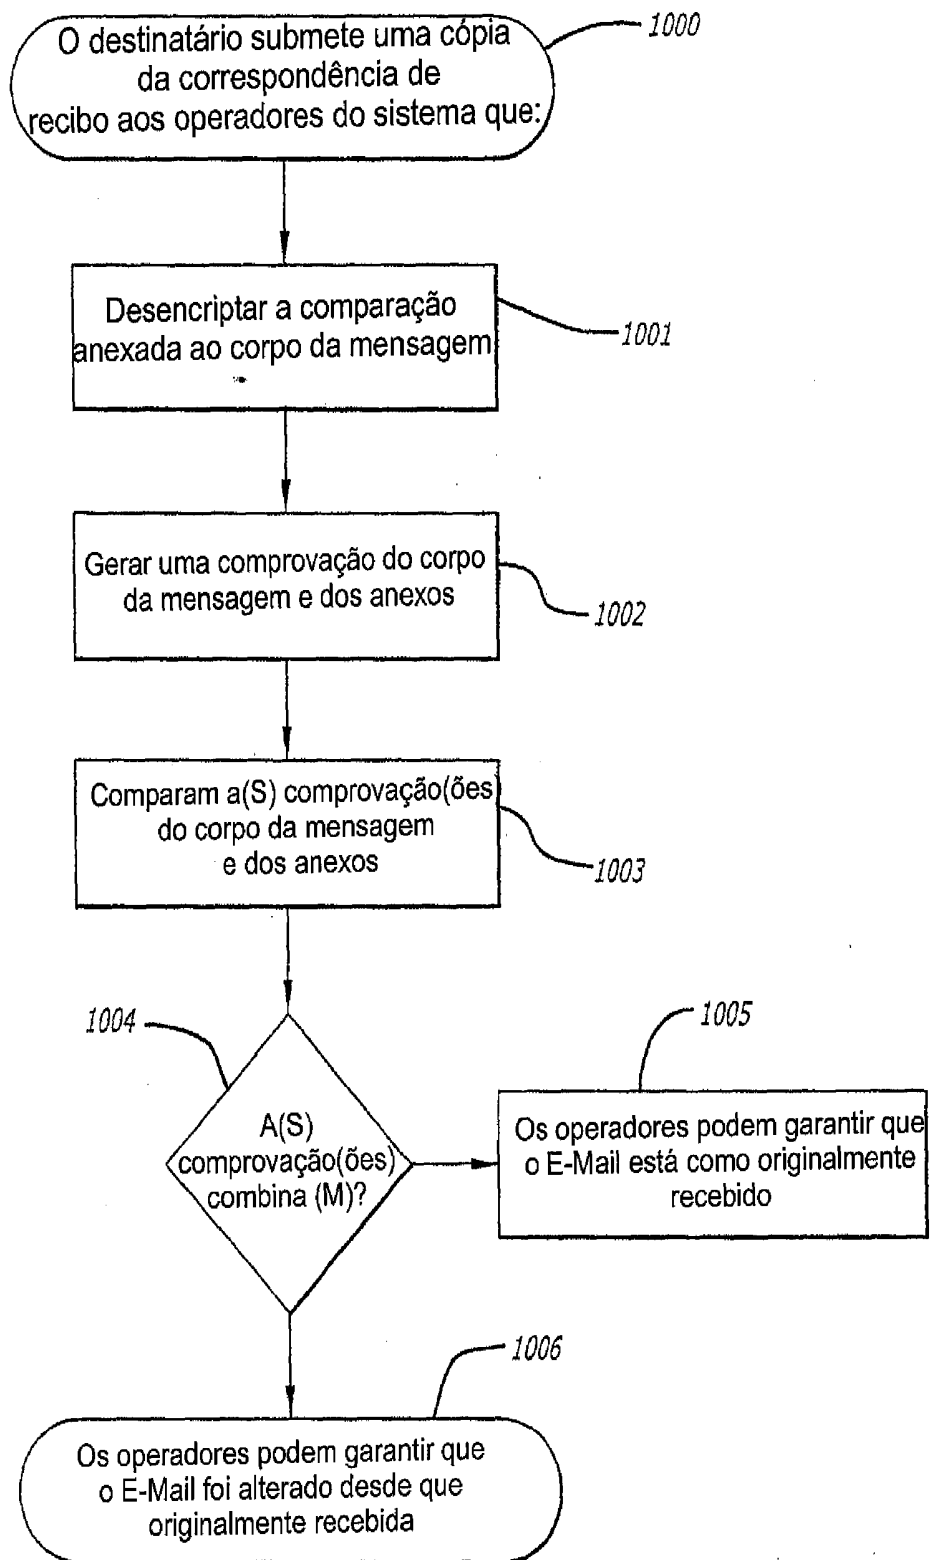 O destinatário submete uma cópia
da correspondência de
recibo aos operadores do sistema que:
1000
Desencriptar a comparação
anexada ao corpo da mensagem
1001
Gerar uma comprovação do corpo
da mensagem e dos anexos
1002
Comparam a(S) comprovação(ões)
do corpo da mensagem
e dos anexos
1003
1004
A(S)
comprovação(ões)
combina (M)?
1005
Os operadores podem garantir que
o E-Mail está como originalmente
recebido
1006
Os operadores podem garantir que
o E-Mail foi alterado desde que
originalmente recebida